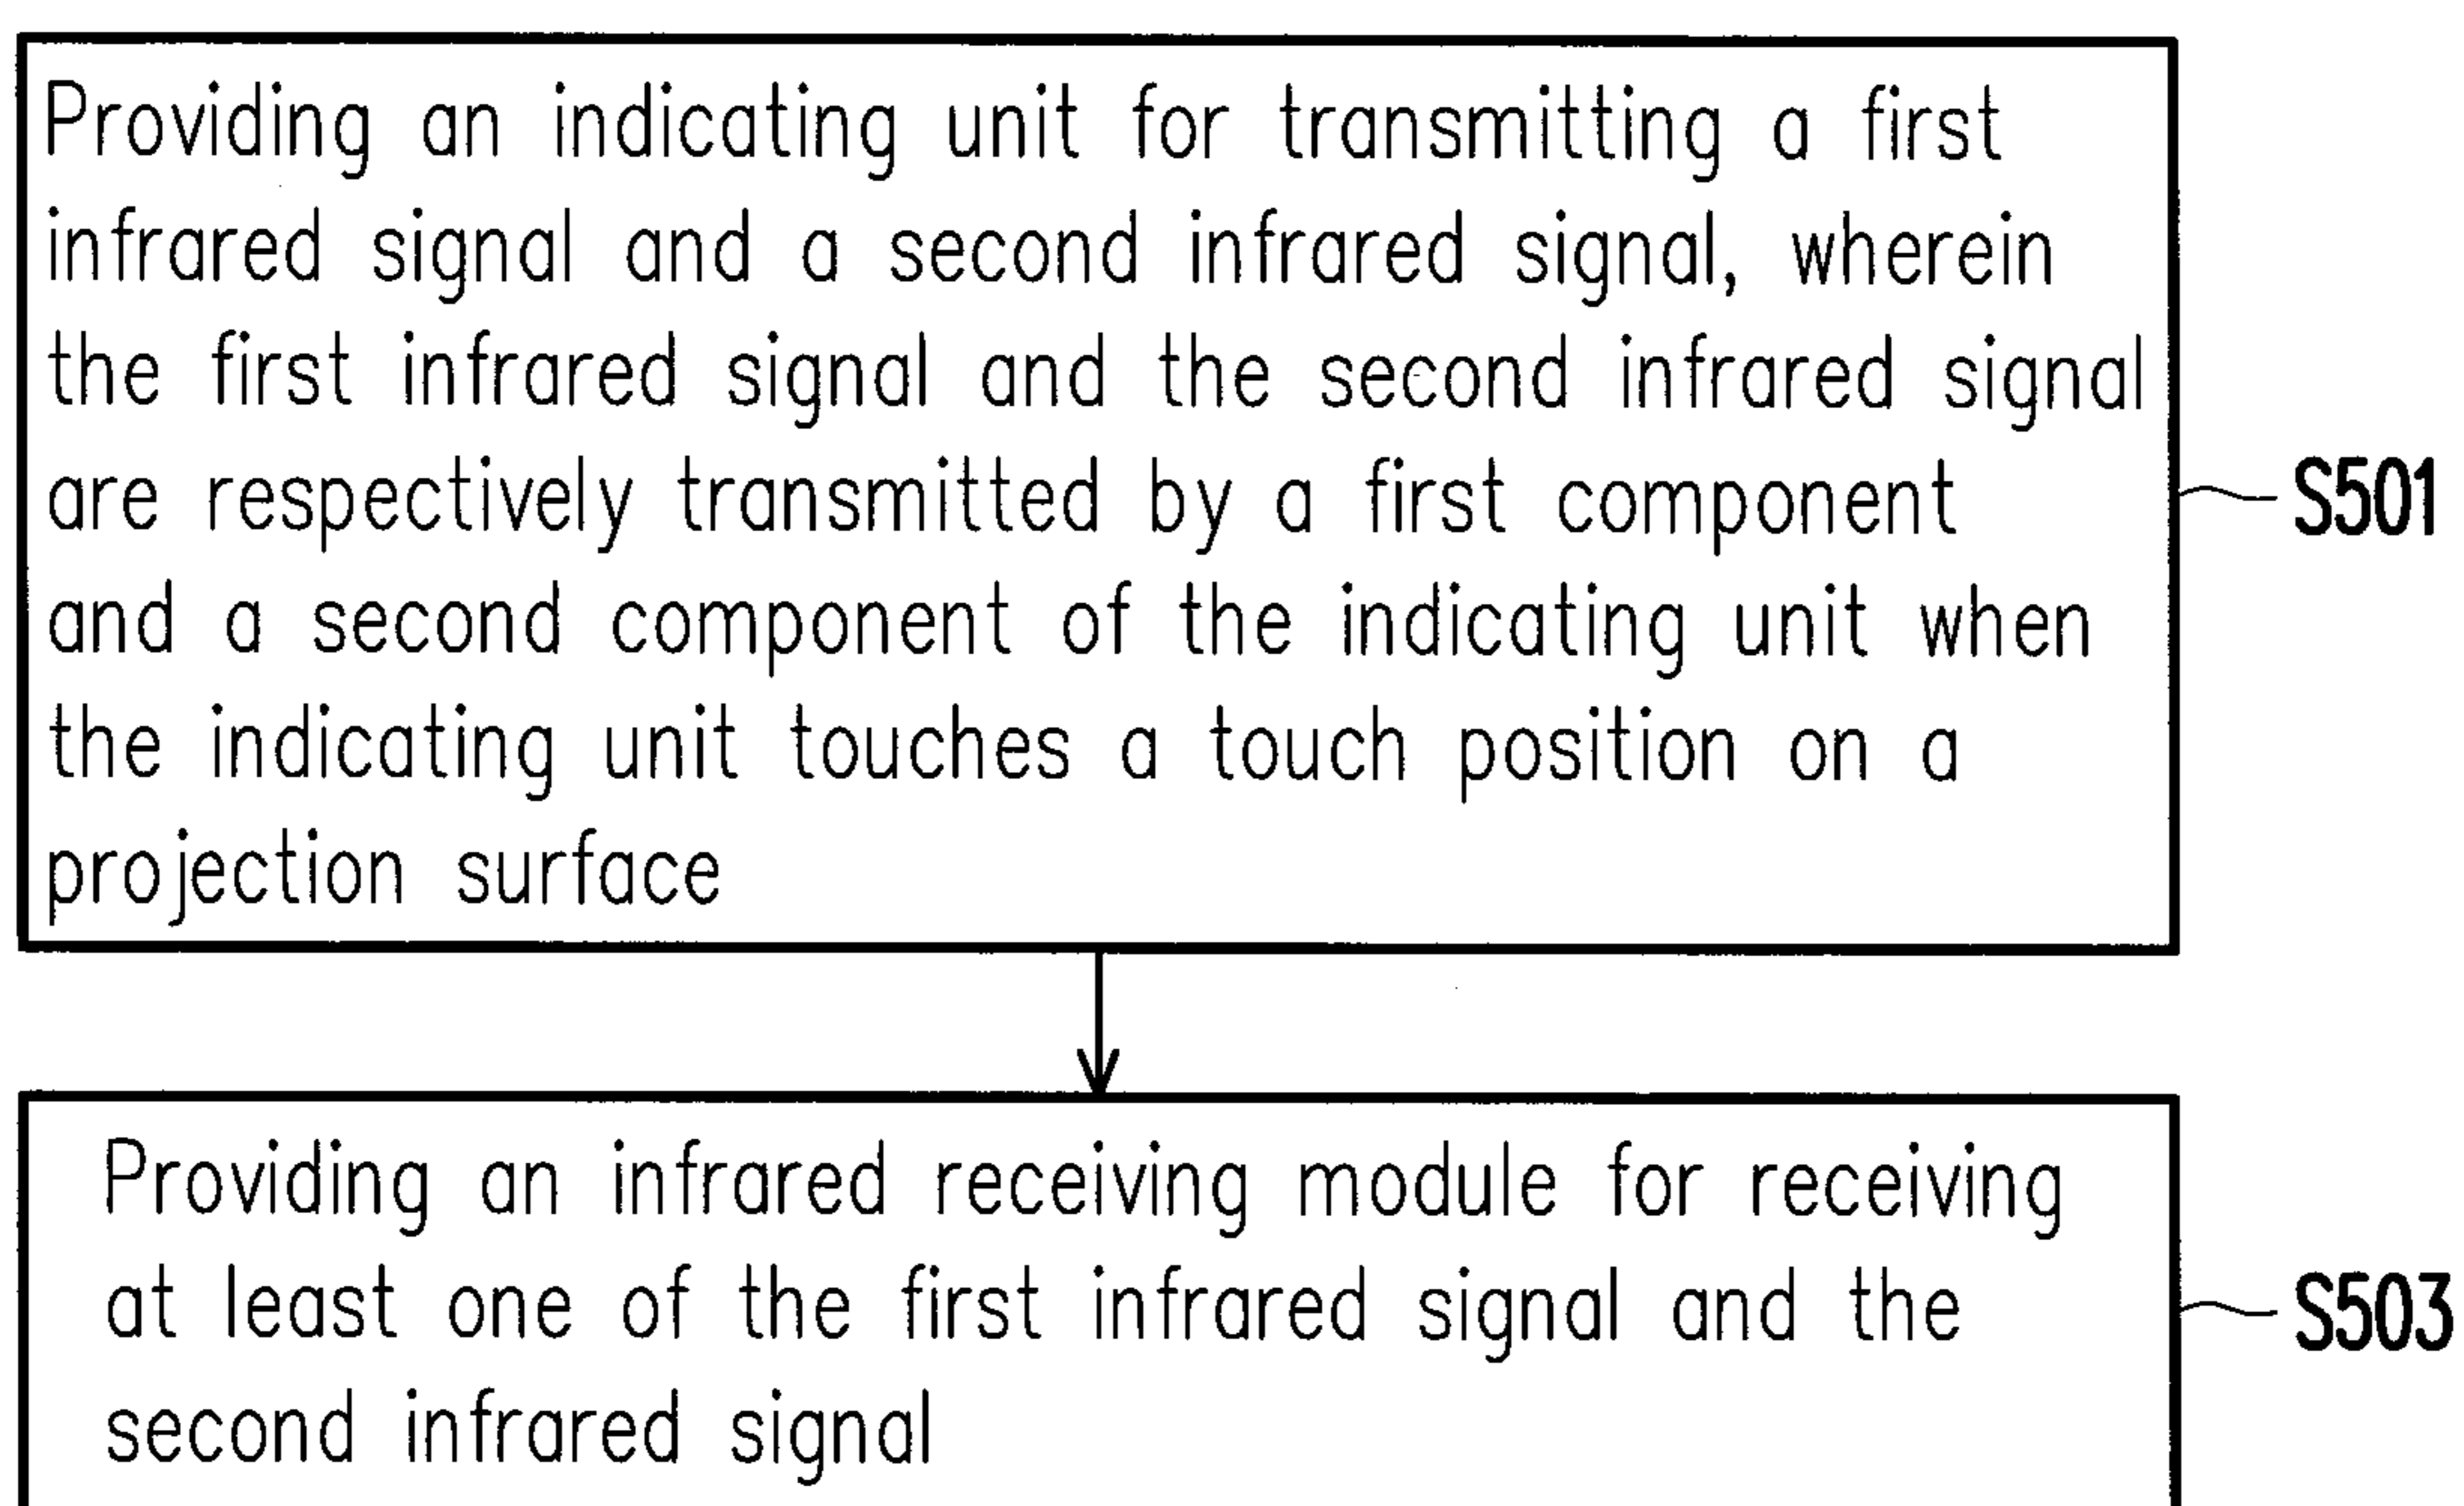 Providing an indicating unit for transmitting a first
infrared signal and a second infrared signal, wherein
the first infrared signal and the second infrared signal
are respectively transmitted by a first component
and a second component of the indicating unit when
the indicating unit touches a touch position on a
projection surface
S501
Providing an infrared receiving module for receiving
at least one of the first infrared signal and the
second infrared signal
S503